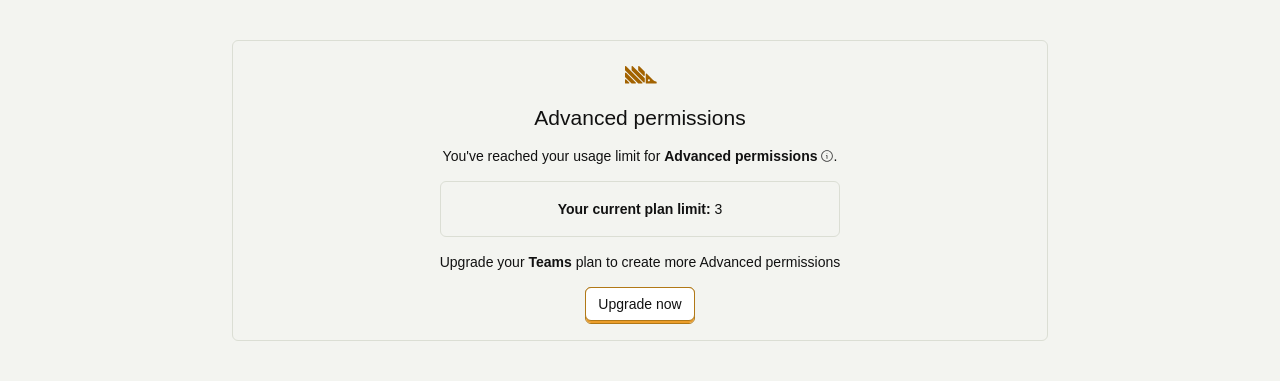 Advanced permissions
You've reached your usage limit for Advanced permissions.
Your current plan limit: 3
Upgrade your Teams plan to create more Advanced permissions
Upgrade now